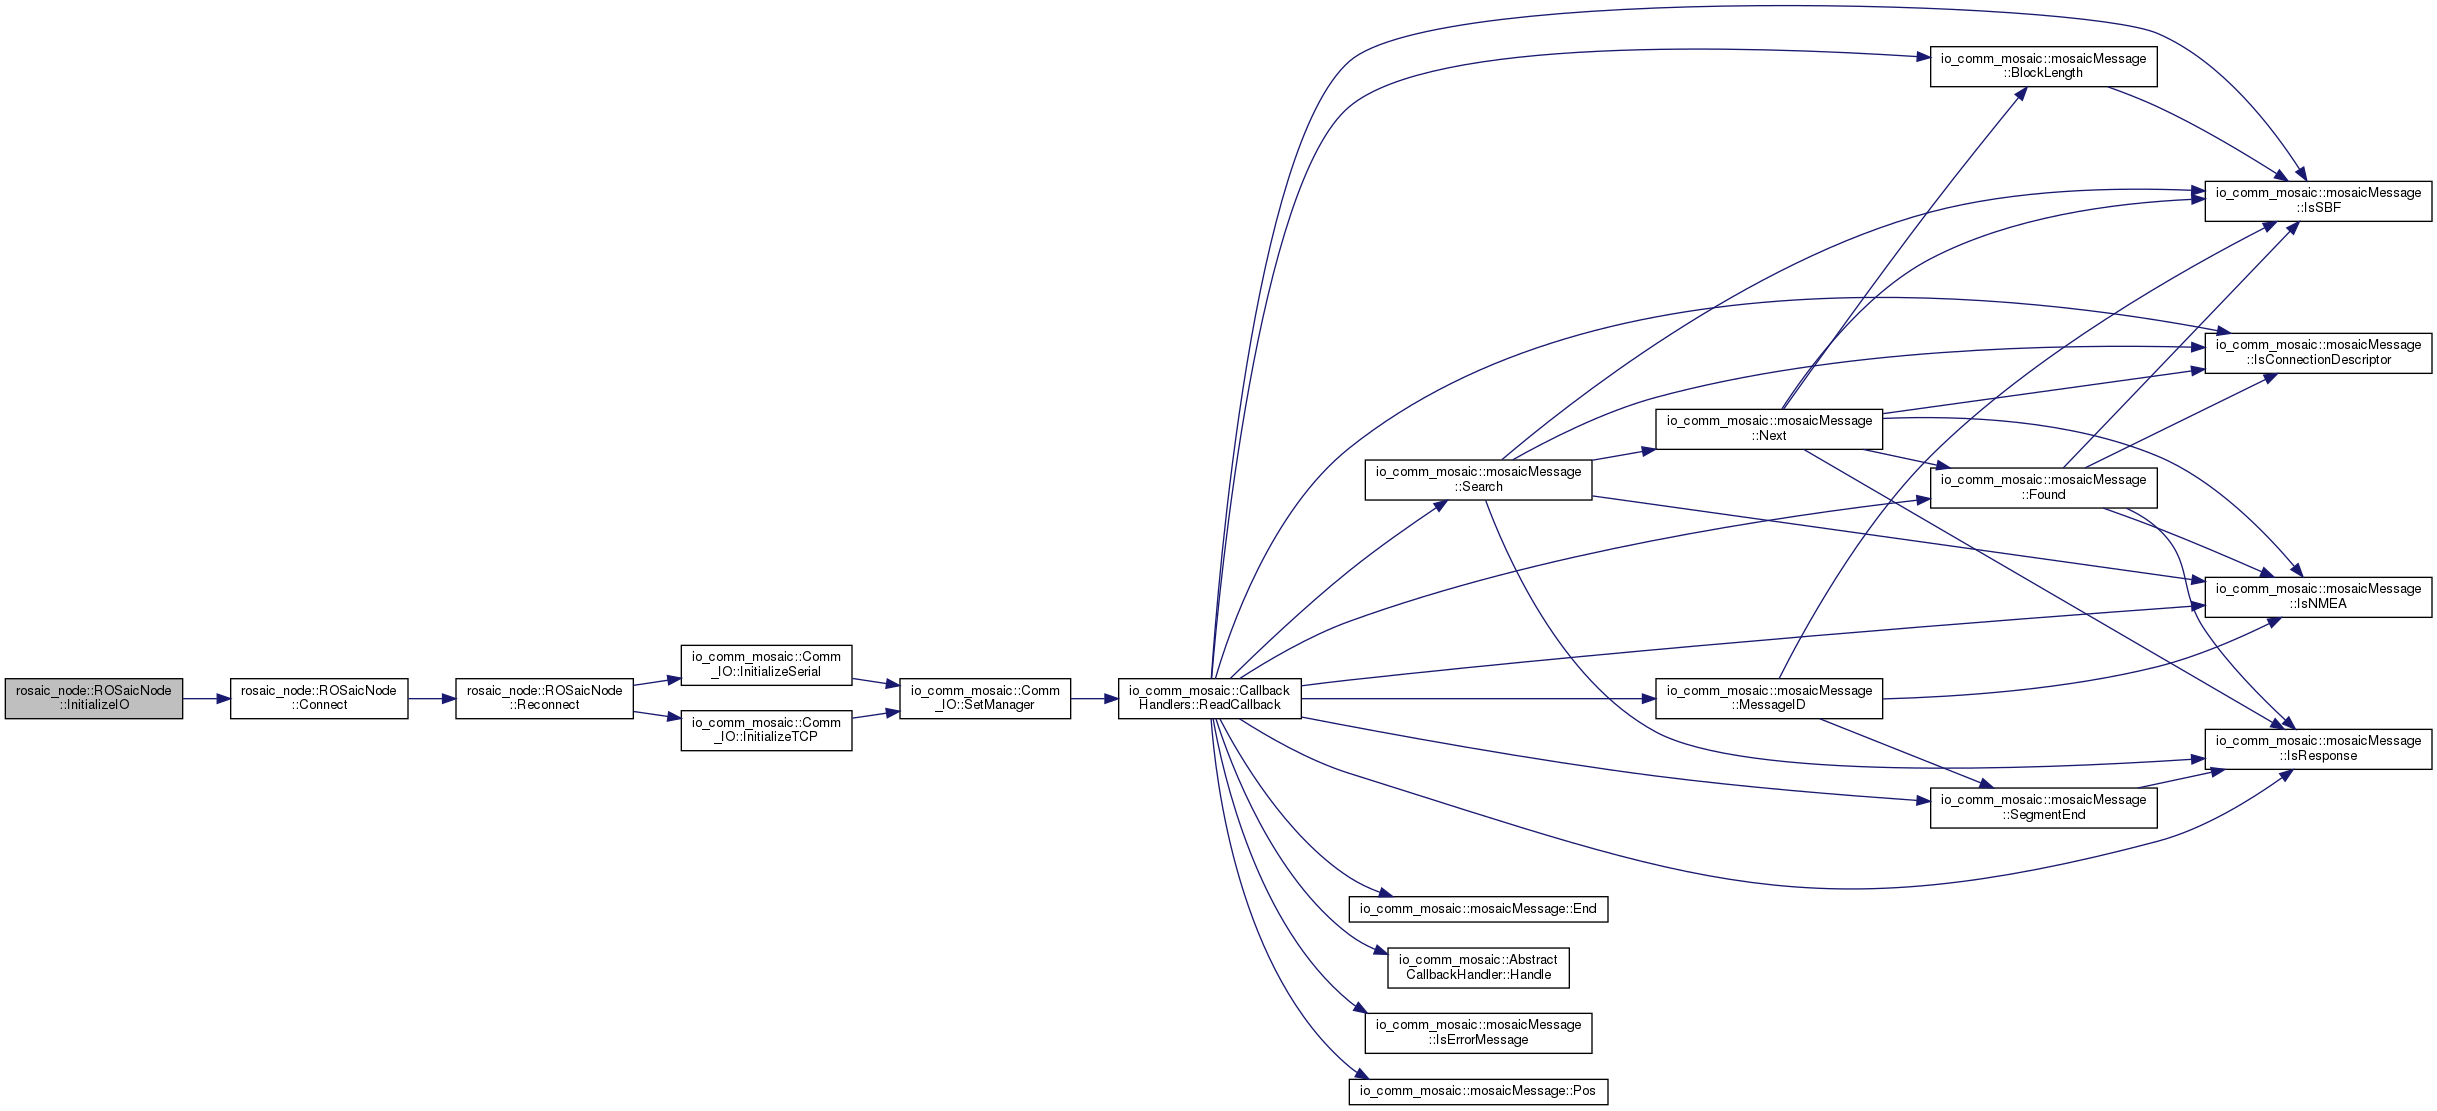 rosaic_node::ROSaicNode
::InitializeIO
rosaic_node::ROSaicNode
::Connect
rosaic_node::ROSaicNode
::Reconnect
io_comm_mosaic::Comm
_IO::InitializeSerial
io_comm_mosaic::Comm
_IO::InitializeTCP
io_comm_mosaic::Comm
_IO::SetManager
io_comm_mosaic::Callback
Handlers::ReadCallback
io_comm_mosaic::mosaicMessage
::BlockLength
io_comm_mosaic::mosaicMessage
::IsSBF
io_comm_mosaic::mosaicMessage
::IsConnectionDescriptor
io_comm_mosaic::mosaicMessage
::Next
io_comm_mosaic::mosaicMessage
::Search
io_comm_mosaic::mosaicMessage
::Found
io_comm_mosaic::mosaicMessage
::IsNMEA
io_comm_mosaic::mosaicMessage
::MessageID
io_comm_mosaic::mosaicMessage
::IsResponse
io_comm_mosaic::mosaicMessage
::SegmentEnd
io_comm_mosaic::mosaicMessage::End
io_comm_mosaic::Abstract
CallbackHandler::Handle
io_comm_mosaic::mosaicMessage
::IsErrorMessage
io_comm_mosaic::mosaicMessage::Pos